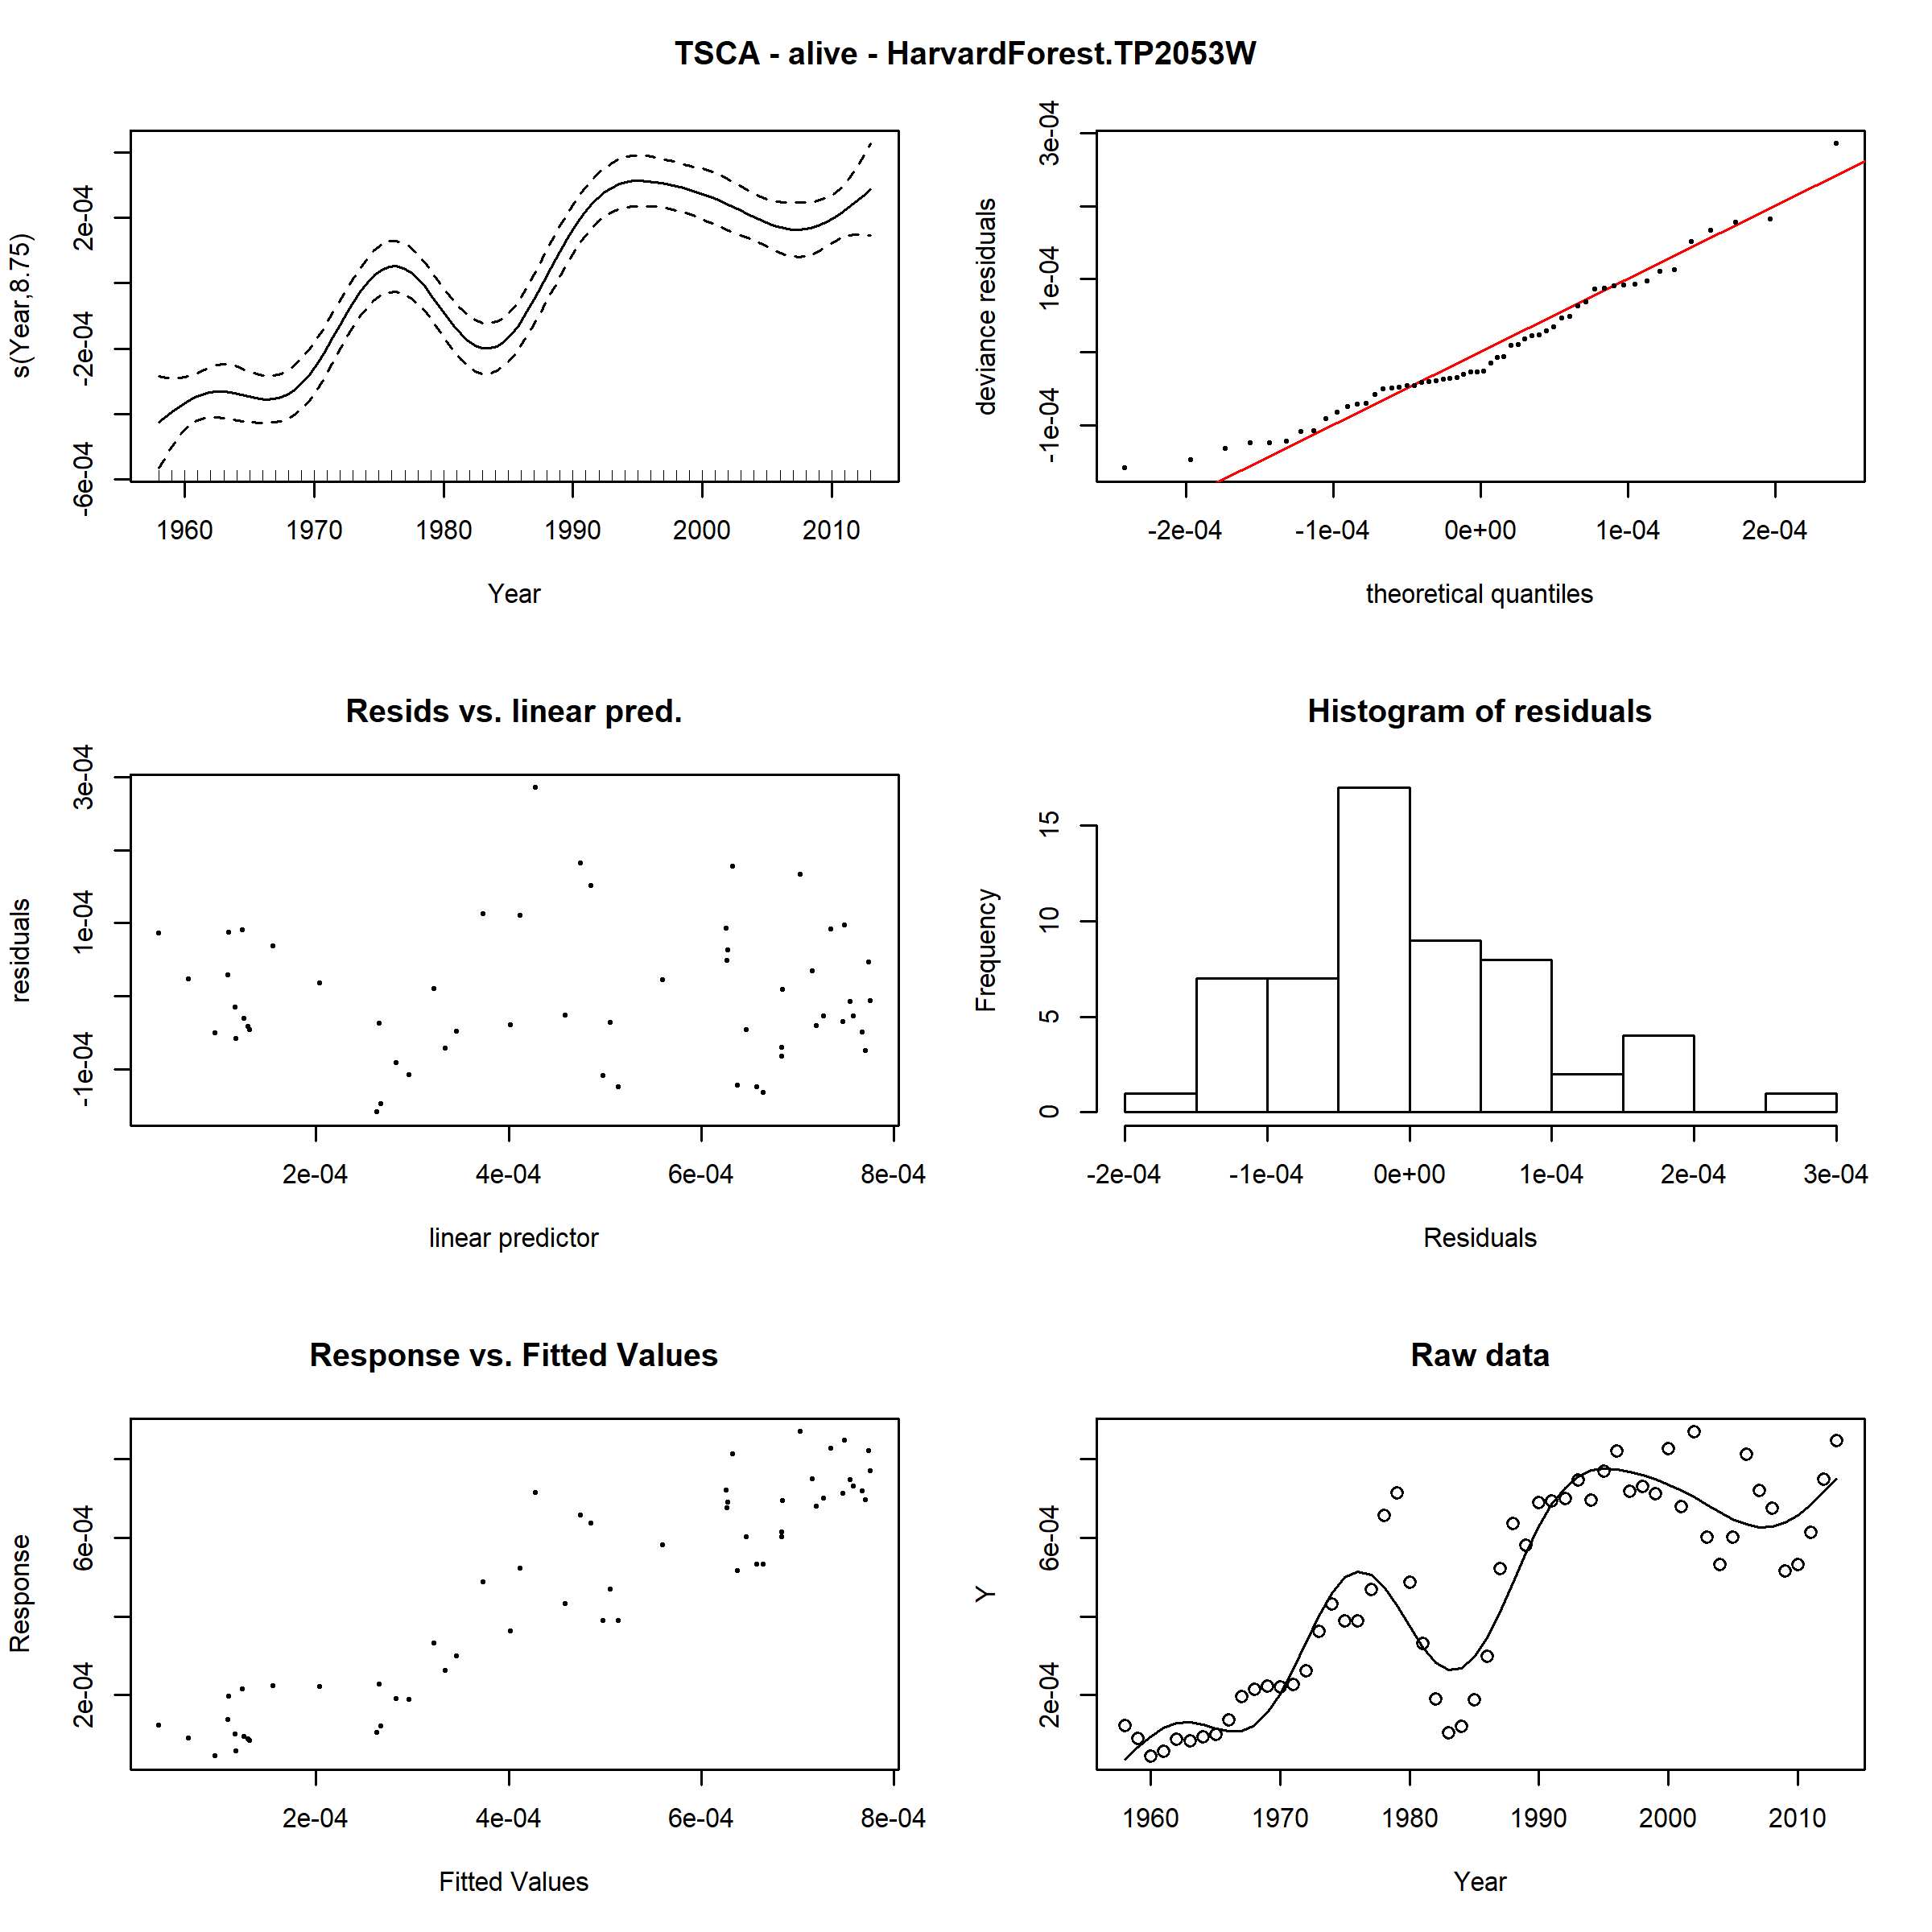 TSCA - alive - HarvardForest.TP2053W
s(Year,8.75)
-6e-04 -2e-04 2e-04
1960 1970 1980 1990 2000 2010
Year
deviance residuals
-1e-04 1e-04 3e-04
-2e-04 -1e-04 0e+00 1e-04 2e-04
theoretical quantiles
Resids vs. linear pred.
residuals
-1e-04 1e-04 3e-04
2e-04 4e-04 6e-04 8e-04
linear predictor
Histogram of residuals
Frequency
0 5 10 15
-2e-04 -1e-04 0e+00 1e-04 2e-04 3e-04
Residuals
Response vs. Fitted Values
Response
2e-04 6e-04
2e-04 4e-04 6e-04 8e-04
Fitted Values
Raw data
Y
2e-04 6e-04
1960 1970 1980 1990 2000 2010
Year